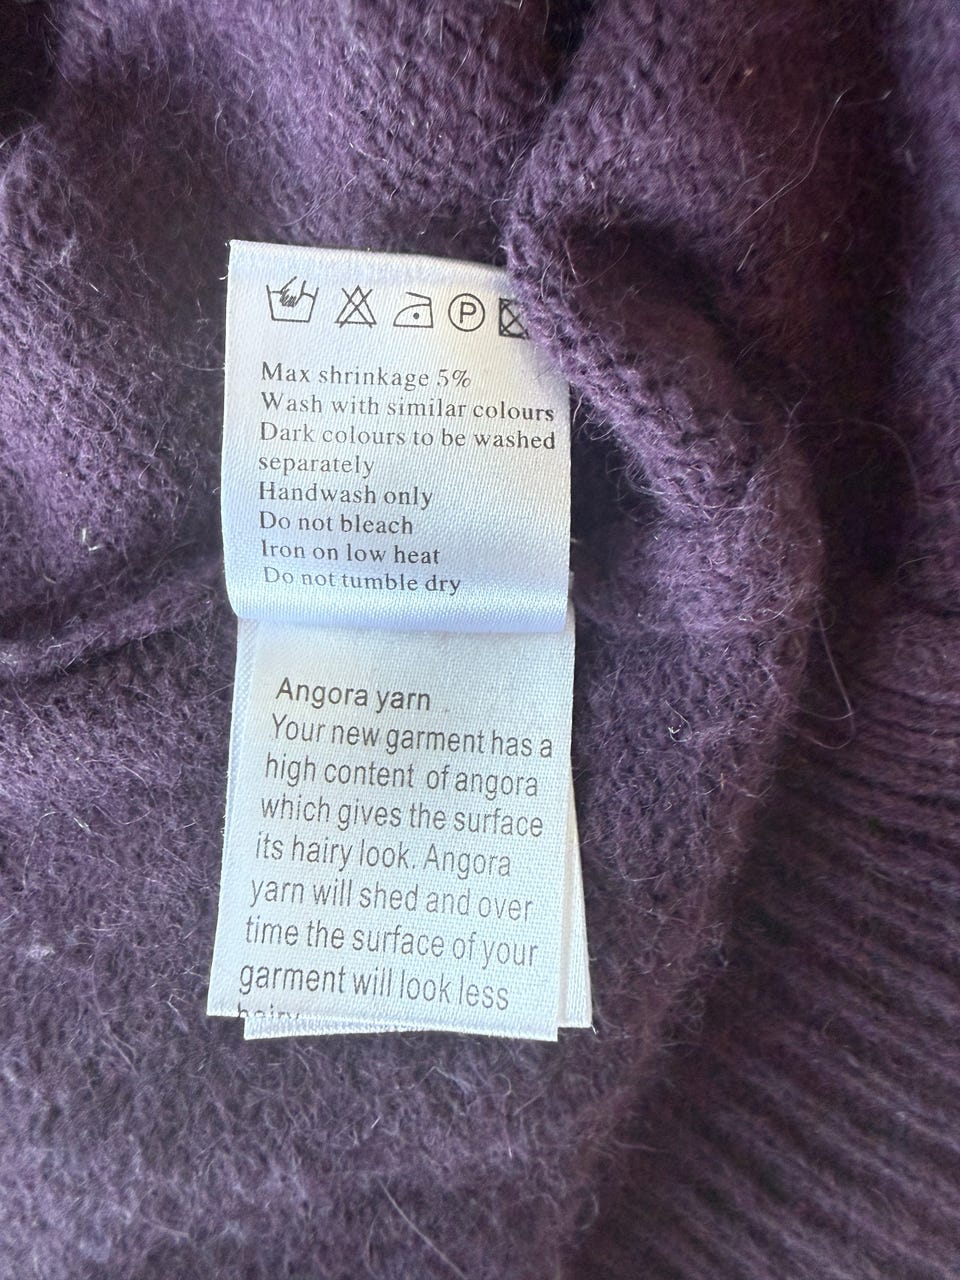 P
Max shrinkage 5%
Wash with similar colours
Dark colours to be washed
separately
Handwash only
Do not bleach
Iron on low heat
Do not tumble dry
Angora yarn
Your new garment has a
high content of angora
which gives the surface
its hairy look. Angora
yarn will shed and over
time the surface of your
garment will look less
hairy